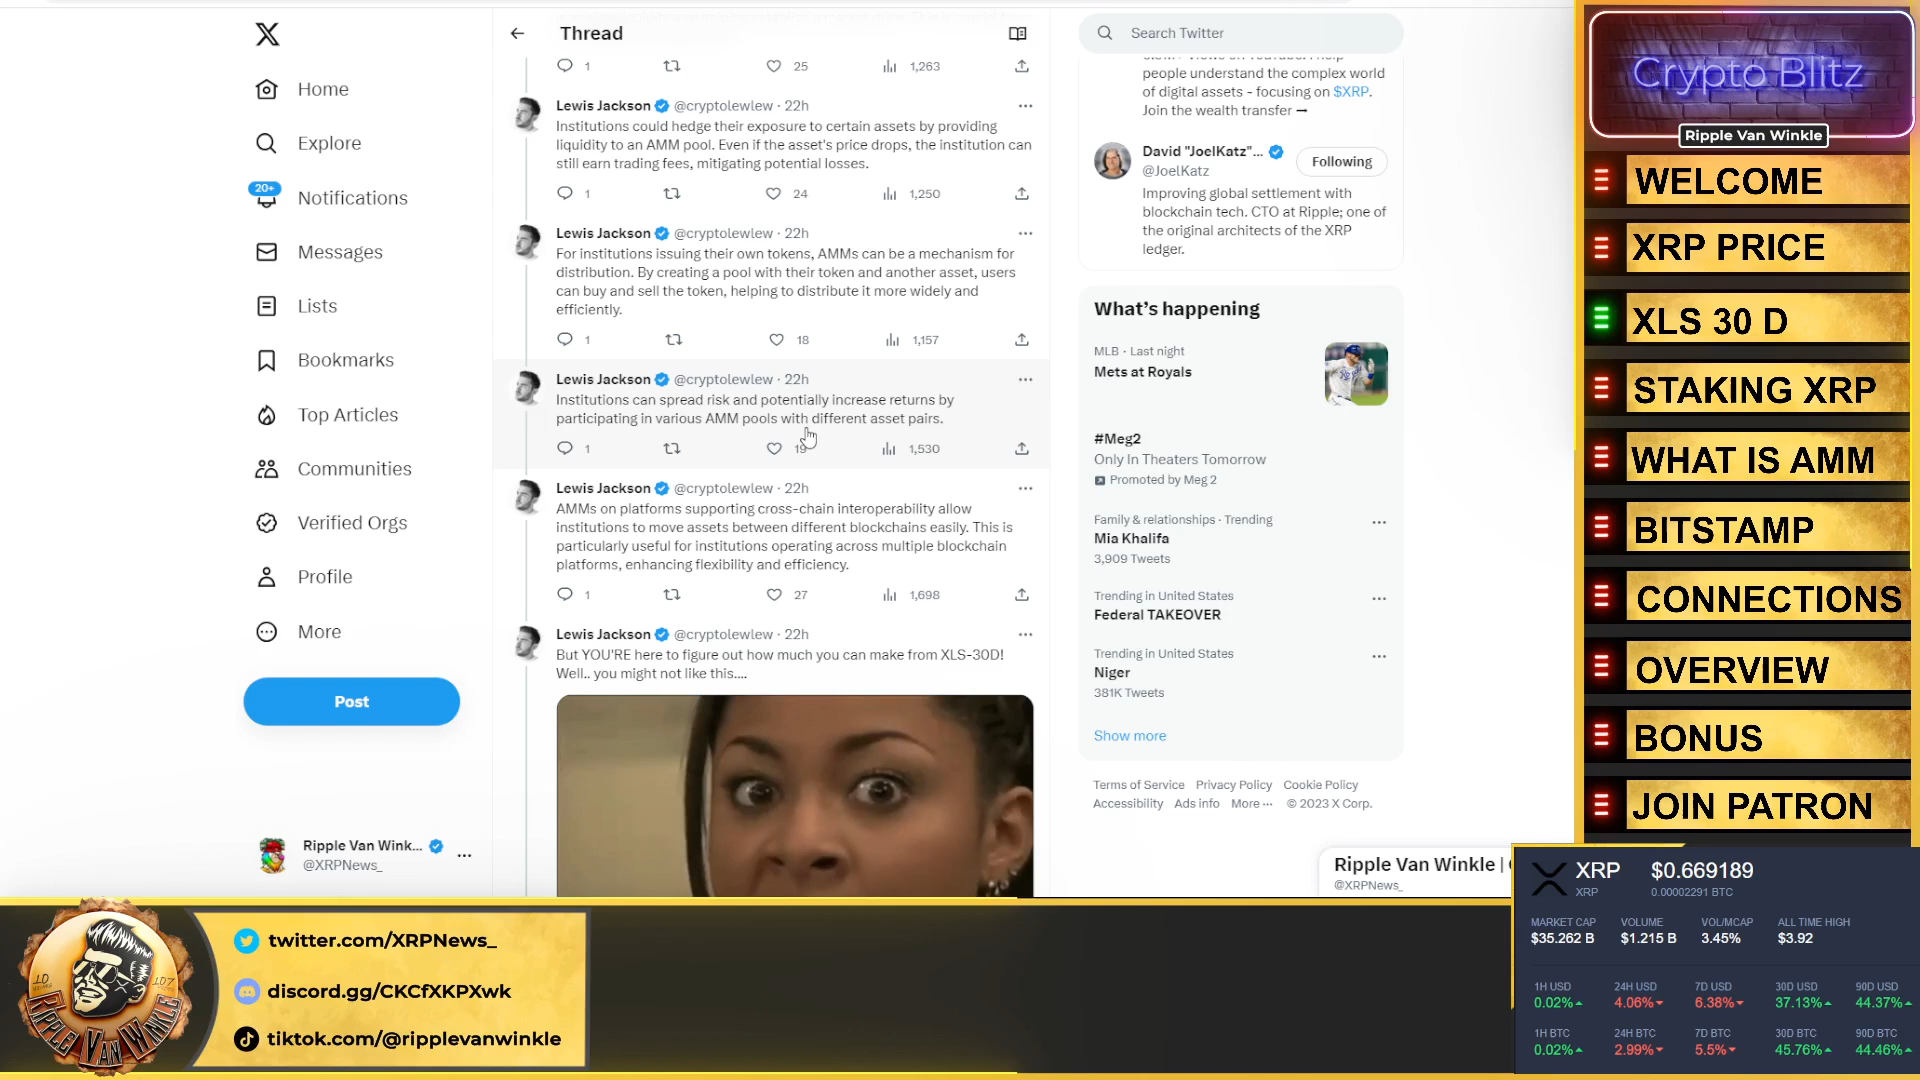 Home
Explore
20+
Notifications
Messages
Lists
Bookmarks
Top Articles
Communities
Verified Orgs
Profile
More
Post
Ripple Van Wink...
@XRPNews_
Thread
1 25 1,263
Lewis Jackson @cryptolewlew · 22h
Institutions could hedge their exposure to certain assets by providing
liquidity to an AMM pool. Even if the asset's price drops, the institution can
still earn trading fees, mitigating potential losses.
1 24 1,250
Lewis Jackson @cryptolewlew · 22h
For institutions issuing their own tokens, AMMs can be a mechanism for
distribution. By creating a pool with their token and another asset, users
can buy and sell the token, helping to distribute it more widely and
efficiently.
1 18 1,157
Lewis Jackson @cryptolewlew · 22h
Institutions can spread risk and potentially increase returns by
participating in various AMM pools with different asset pairs.
1 19 1,530
Lewis Jackson @cryptolewlew · 22h
AMMs on platforms supporting cross-chain interoperability allow
institutions to move assets between different blockchains easily. This is
particularly useful for institutions operating across multiple blockchain
platforms, enhancing flexibility and efficiency.
1 27 1,698
Lewis Jackson @cryptolewlew · 22h
But YOU'RE here to figure out how much you can make from XLS-30D!
Well.. you might not like this....
Search Twitter
people understand the complex world
of digital assets - focusing on $XRP.
Join the wealth transfer →
David "JoelKatz"...
@JoelKatz
Following
Improving global settlement with
blockchain tech. CTO at Ripple; one of
the original architects of the XRP
ledger.
What's happening
MLB · Last night
Mets at Royals
#Meg2
Only In Theaters Tomorrow
Promoted by Meg 2
Family & relationships · Trending
Mia Khalifa
3,909 Tweets
Trending in United States
Federal TAKEOVER
Trending in United States
Niger
381K Tweets
Show more
Terms of Service Privacy Policy Cookie Policy
Accessibility Ads info More ··· © 2023 X Corp.
Ripple Van Winkle |
@XRPNews_
Crypto Blitz
Ripple Van Winkle
WELCOME
XRP PRICE
XLS 30 D
STAKING XRP
WHAT IS AMM
BITSTAMP
CONNECTIONS
OVERVIEW
BONUS
JOIN PATRON
XRP $0.669189
XRP 0.00002291 BTC
MARKET CAP VOLUME VOL/MCAP ALL TIME HIGH
$35.262 B $1.215 B 3.45% $3.92
1H USD 24H USD 7D USD 30D USD 90D USD
0.02% 4.06% 6.38% 37.13% 44.37%
1H BTC 24H BTC 7D BTC 30D BTC 90D BTC
0.02% 2.99% 5.5% 45.76% 44.46%
10 107
RIPPLE VAN WINKLE
twitter.com/XRPNews_
discord.gg/CKCfXKPXwk
tiktok.com/@ripplevanwinkle